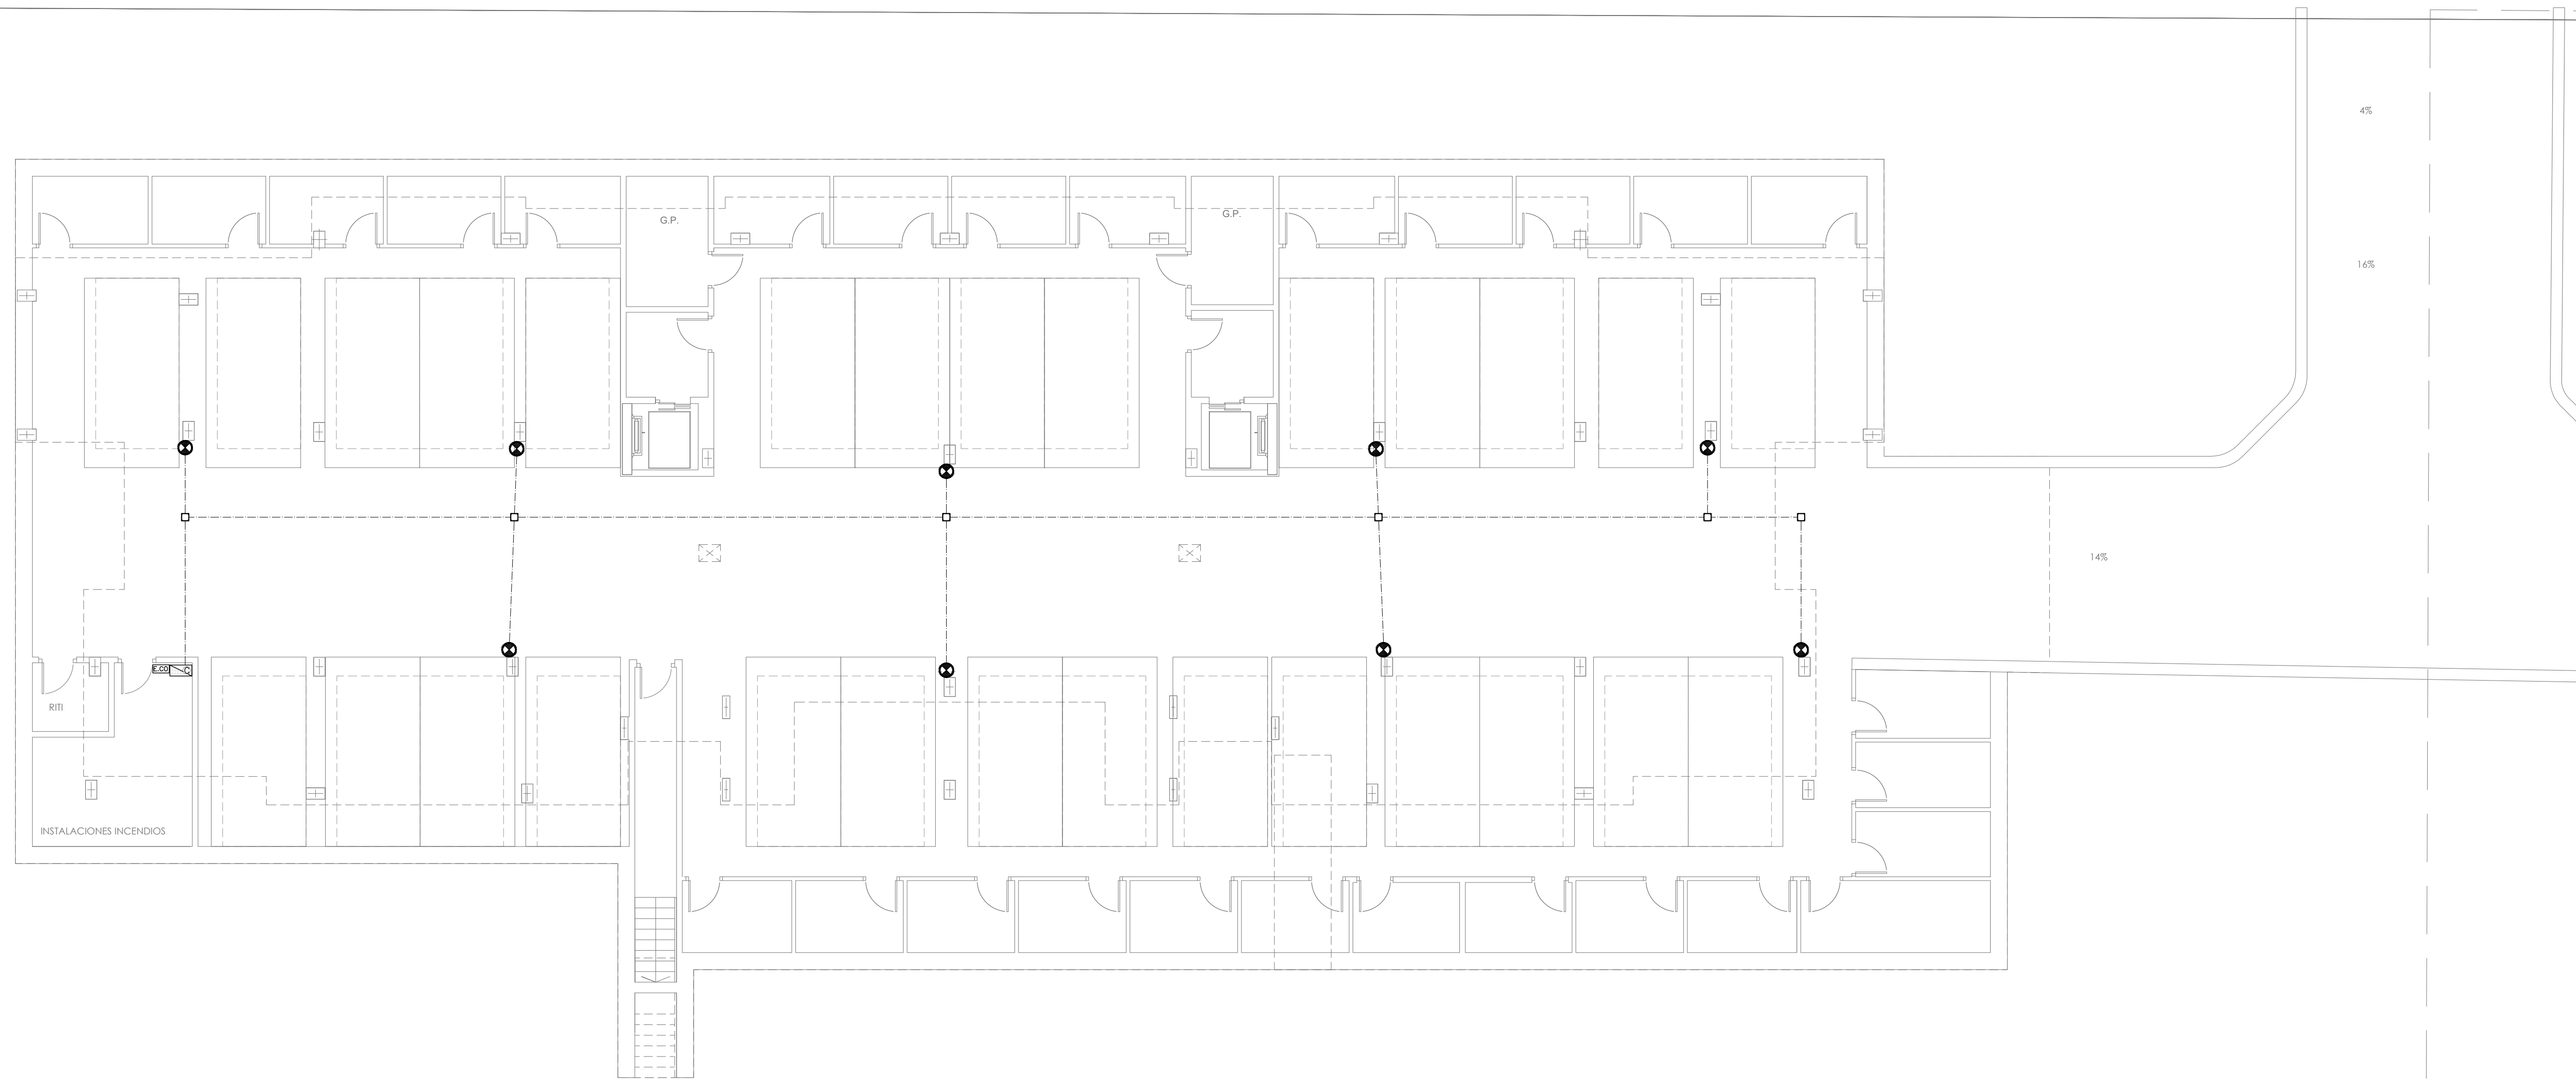 4%
G.P.
G.P.
16%
14%
E.CO
C
RITI
INSTALACIONES INCENDIOS